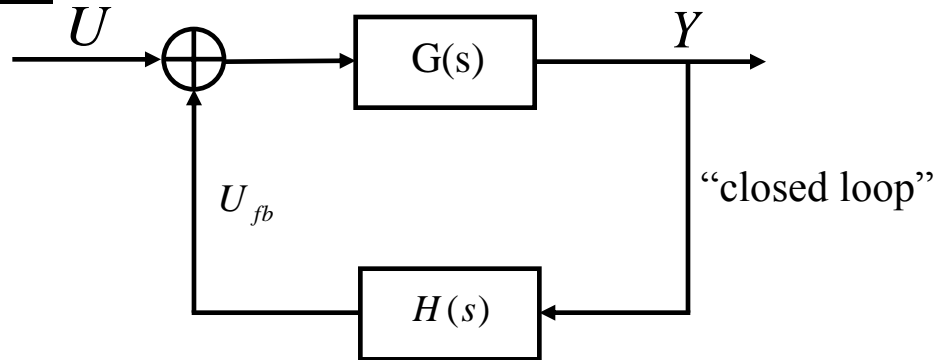 U
Y
G(s)
"closed loop"
U_fb
H(s)